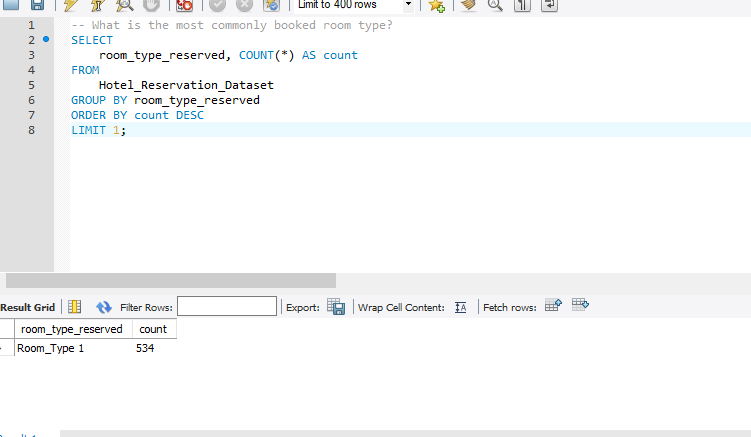 Limit to 400 rows
1 -- What is the most commonly booked room type?
2 SELECT
3 room_type_reserved, COUNT(*) AS count
4 FROM
5 Hotel_Reservation_Dataset
6 GROUP BY room_type_reserved
7 ORDER BY count DESC
8 LIMIT 1;
Result Grid Filter Rows: Export: Wrap Cell Content: Fetch rows:
room_type_reserved count
Room_Type 1 534